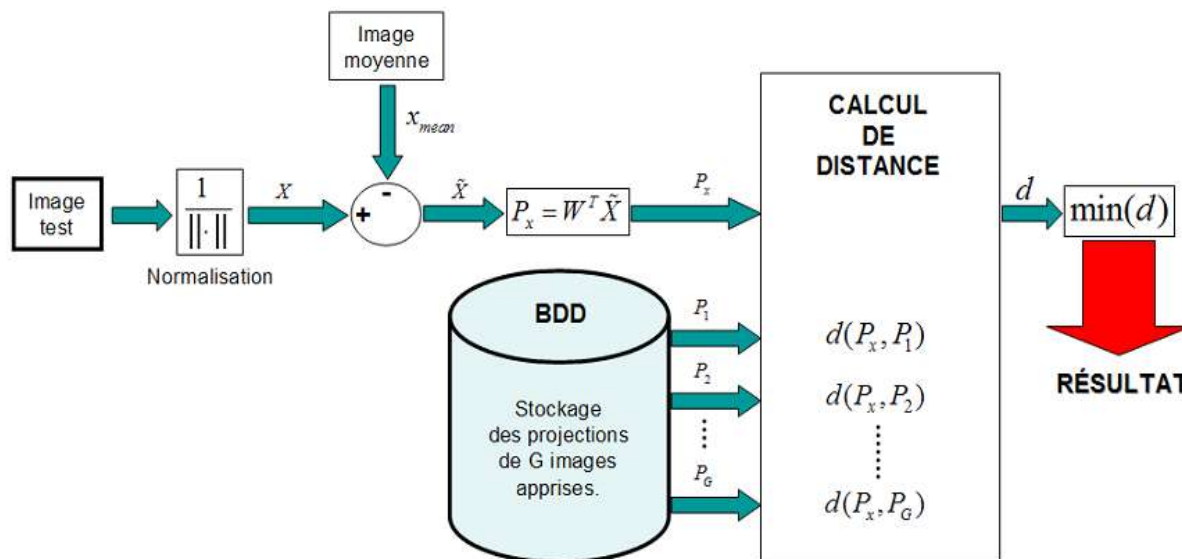 Image
moyenne
x_mean
Image
test
1
||·||
Normalisation
X
+
-
X̃
P_x = W^T X̃
P_x
CALCUL
DE
DISTANCE
d
min(d)
RÉSULTAT
BDD
Stockage
des projections
de G images
apprises.
P_1
P_2
P_G
d(P_x, P_1)
d(P_x, P_2)
d(P_x, P_G)